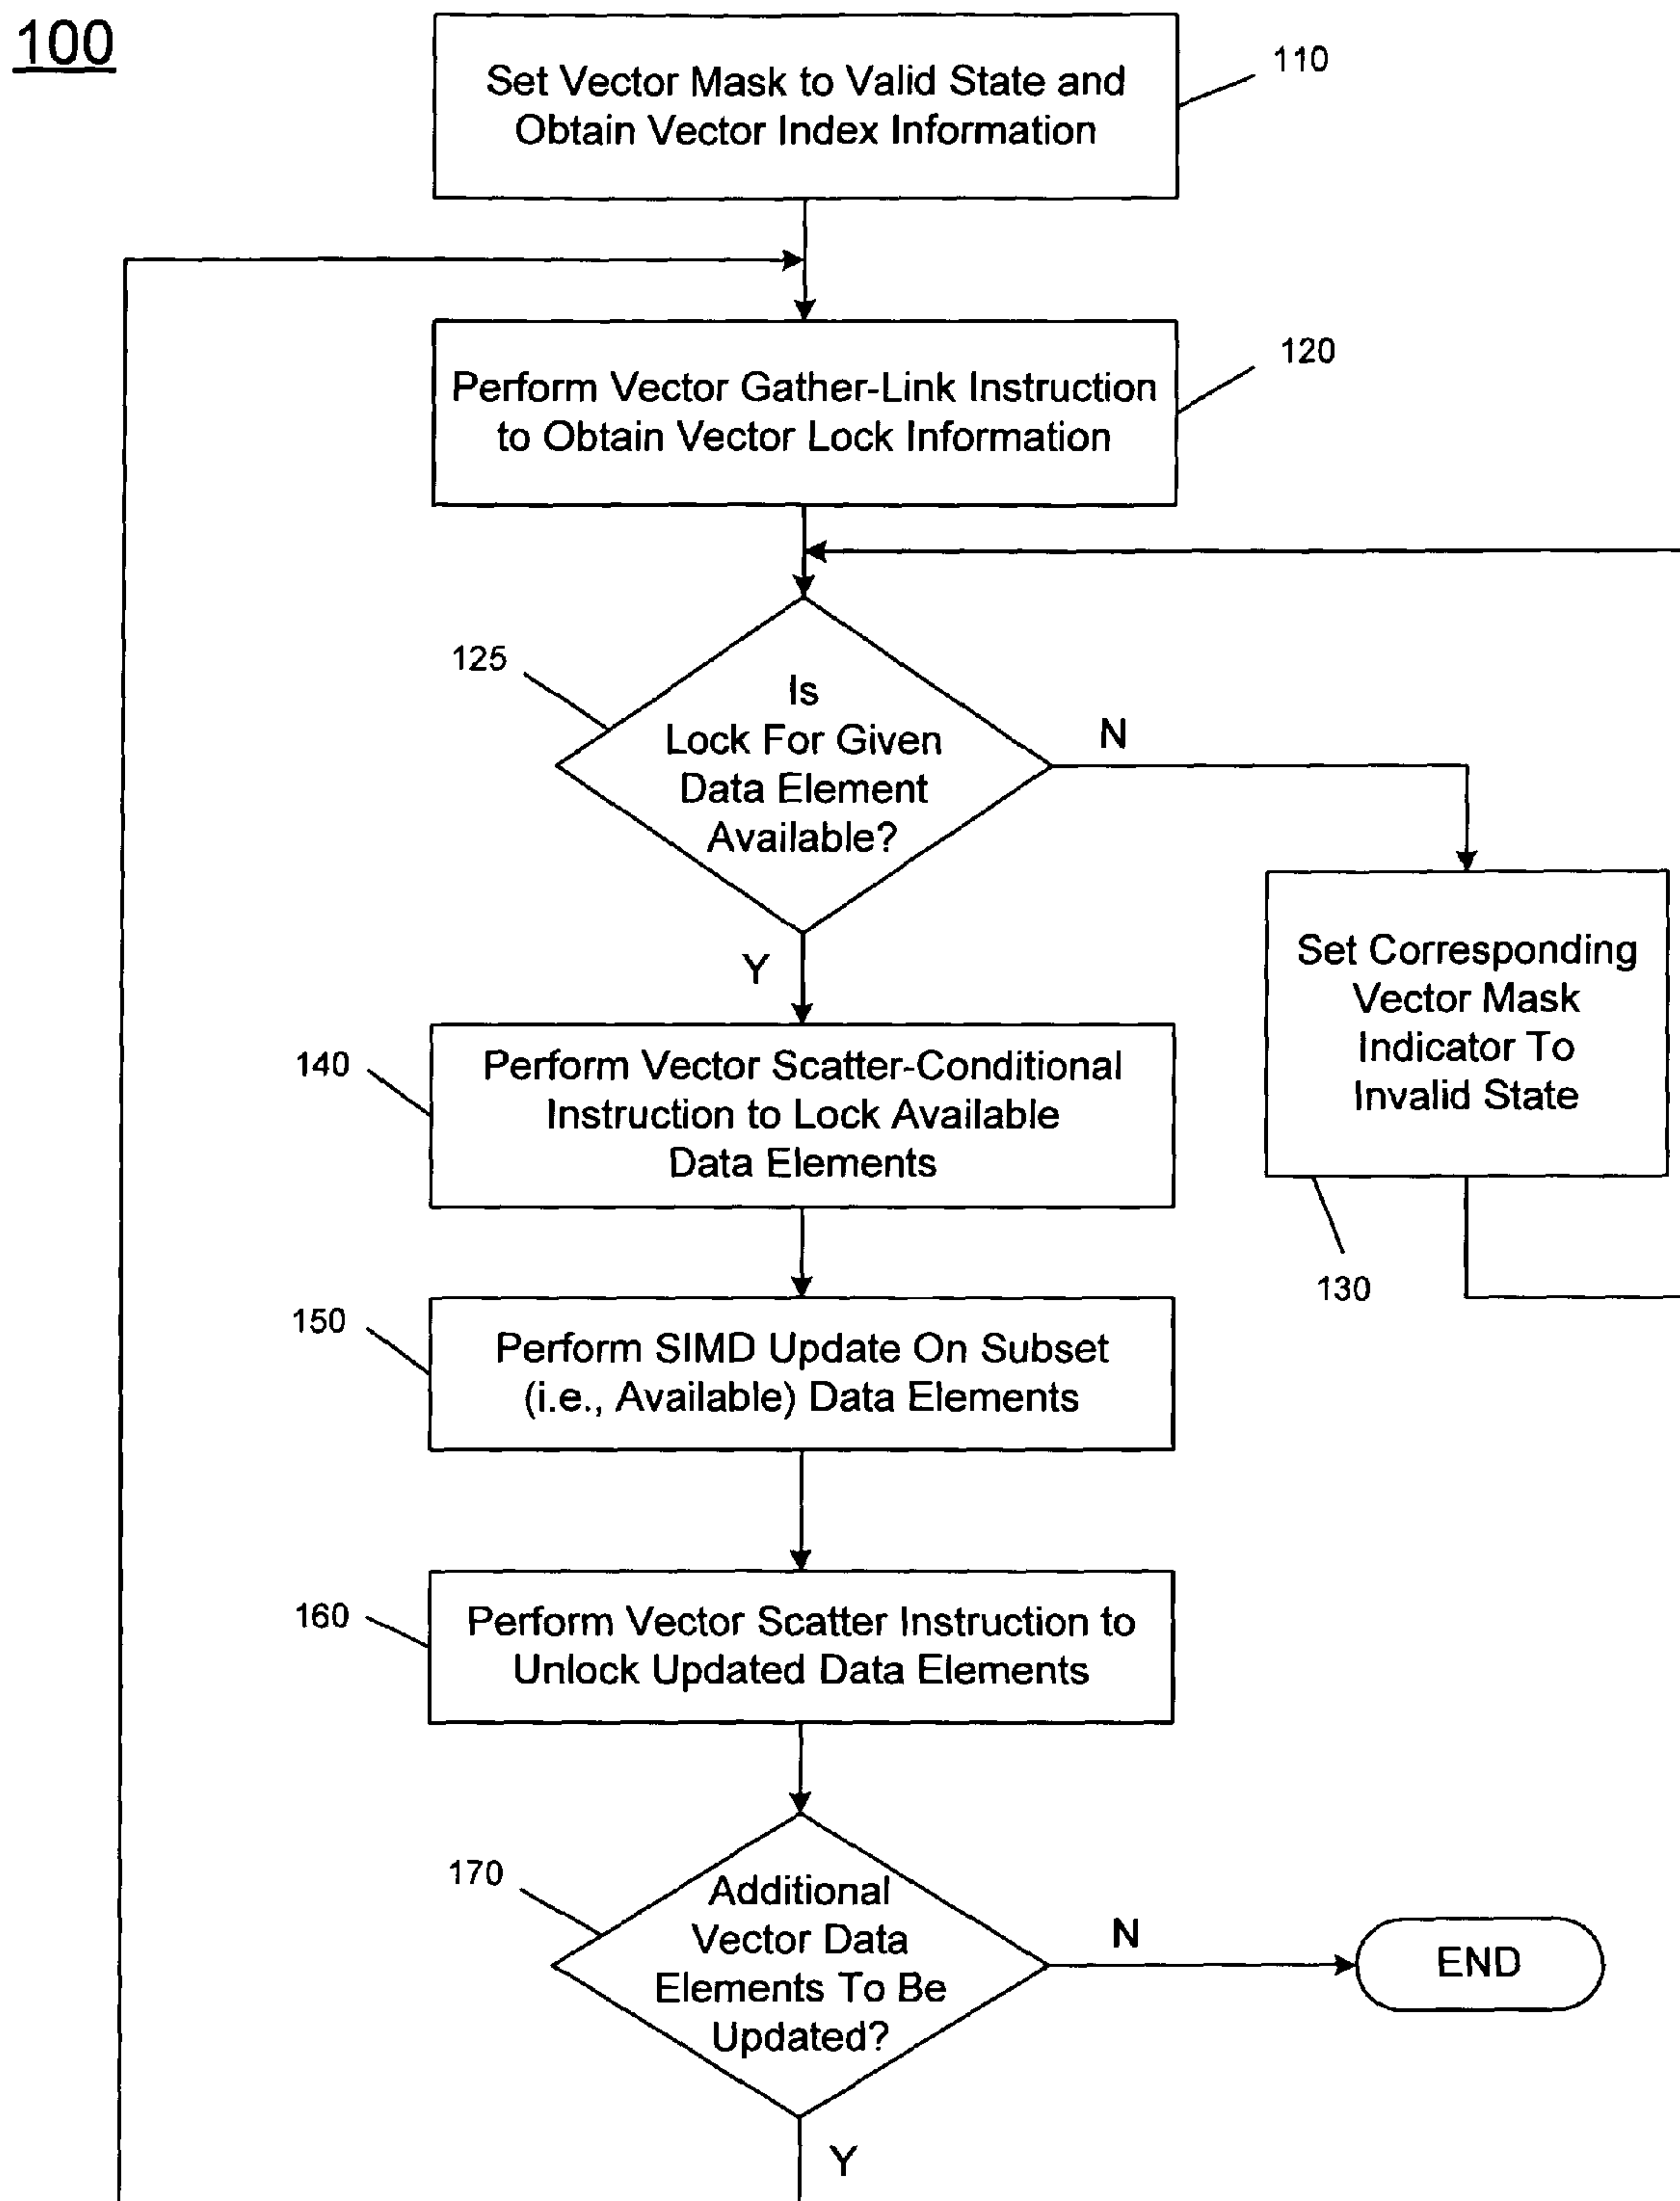 100
Set Vector Mask to Valid State and
Obtain Vector Index Information
110
Perform Vector Gather-Link Instruction
to Obtain Vector Lock Information
120
125
Is
Lock For Given
Data Element
Available?
N
Y
Set Corresponding
Vector Mask
Indicator To
Invalid State
130
140
Perform Vector Scatter-Conditional
Instruction to Lock Available
Data Elements
150
Perform SIMD Update On Subset
(i.e., Available) Data Elements
160
Perform Vector Scatter Instruction to
Unlock Updated Data Elements
170
Additional
Vector Data
Elements To Be
Updated?
N
END
Y